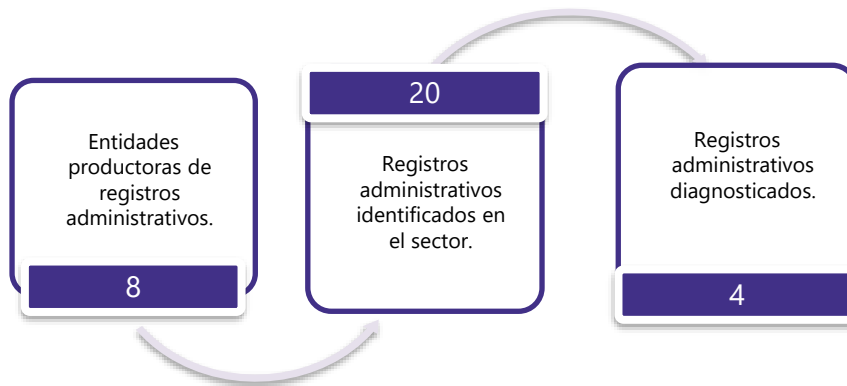 Entidades
productoras de
registros
administrativos.
8
20
Registros
administrativos
identificados en
el sector.
Registros
administrativos
diagnosticados.
4